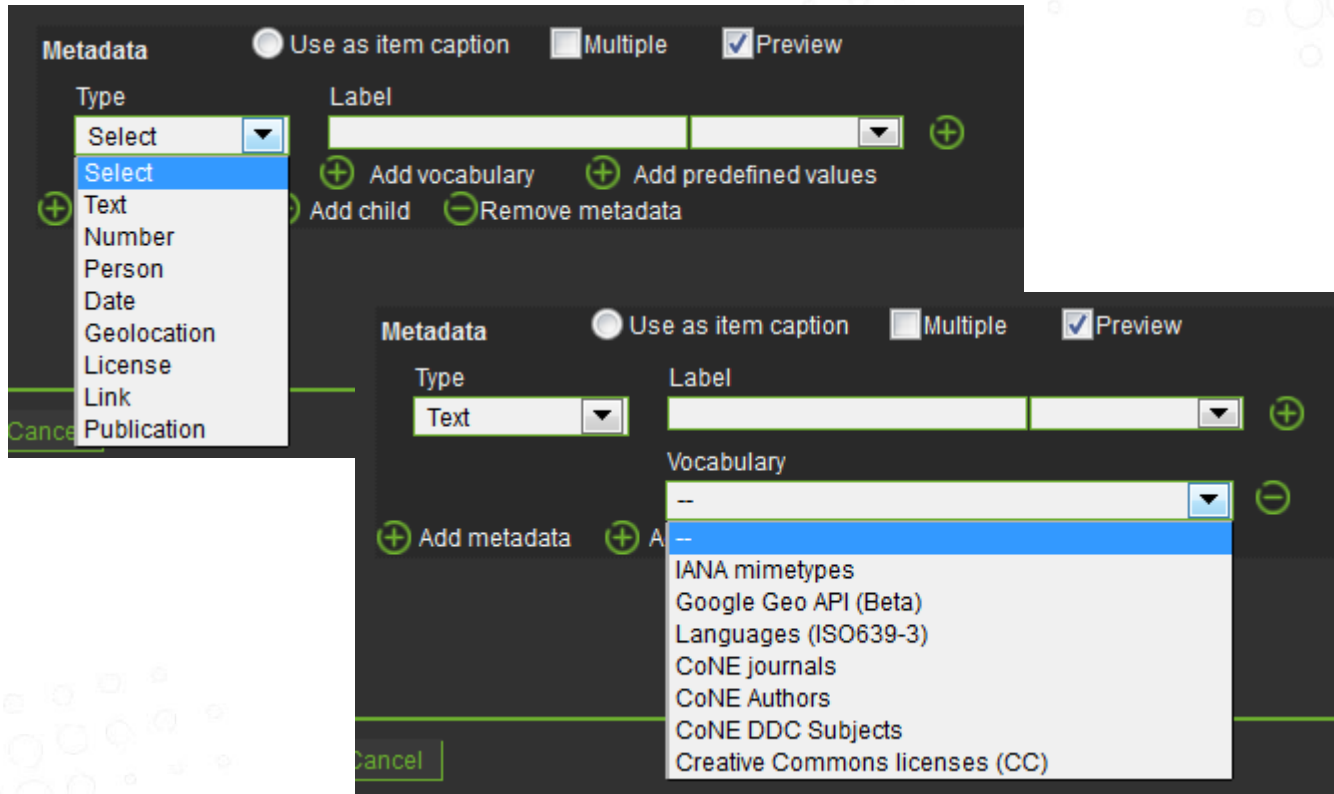 Metadata Use as item caption Multiple Preview
Type Label
Select
Select
Add vocabulary Add predefined values
Text
Add child Remove metadata
Number
Person
Date
Geolocation
License
Link
Publication
Metadata Use as item caption Multiple Preview
Type Label
Text
Vocabulary
--
Add metadata A
--
IANA mimetypes
Google Geo API (Beta)
Languages (ISO639-3)
CoNE journals
CoNE Authors
CoNE DDC Subjects
Creative Commons licenses (CC)
Cance
Cancel